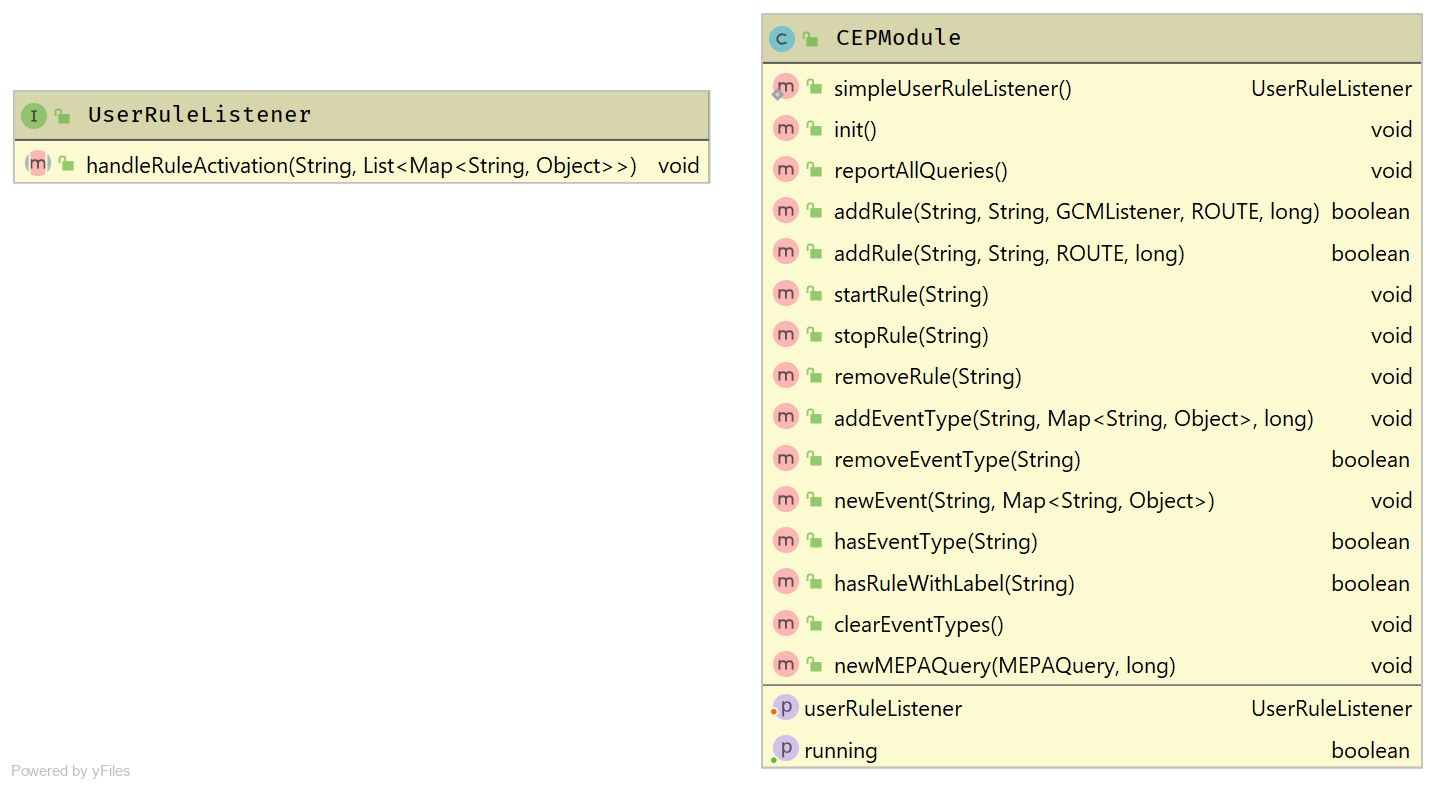 I UserRuleListener
m handleRuleActivation(String, List<Map<String, Object>>) void
C CEPModule
m simpleUserRuleListener() UserRuleListener
m init() void
m reportAllQueries() void
m addRule(String, String, GCMListener, ROUTE, long) boolean
m addRule(String, String, ROUTE, long) boolean
m startRule(String) void
m stopRule(String) void
m removeRule(String) void
m addEventType(String, Map<String, Object>, long) void
m removeEventType(String) boolean
m newEvent(String, Map<String, Object>) void
m hasEventType(String) boolean
m hasRuleWithLabel(String) boolean
m clearEventTypes() void
m newMEPAQuery(MEPAQuery, long) void
p userRuleListener UserRuleListener
p running boolean
Powered by yFiles